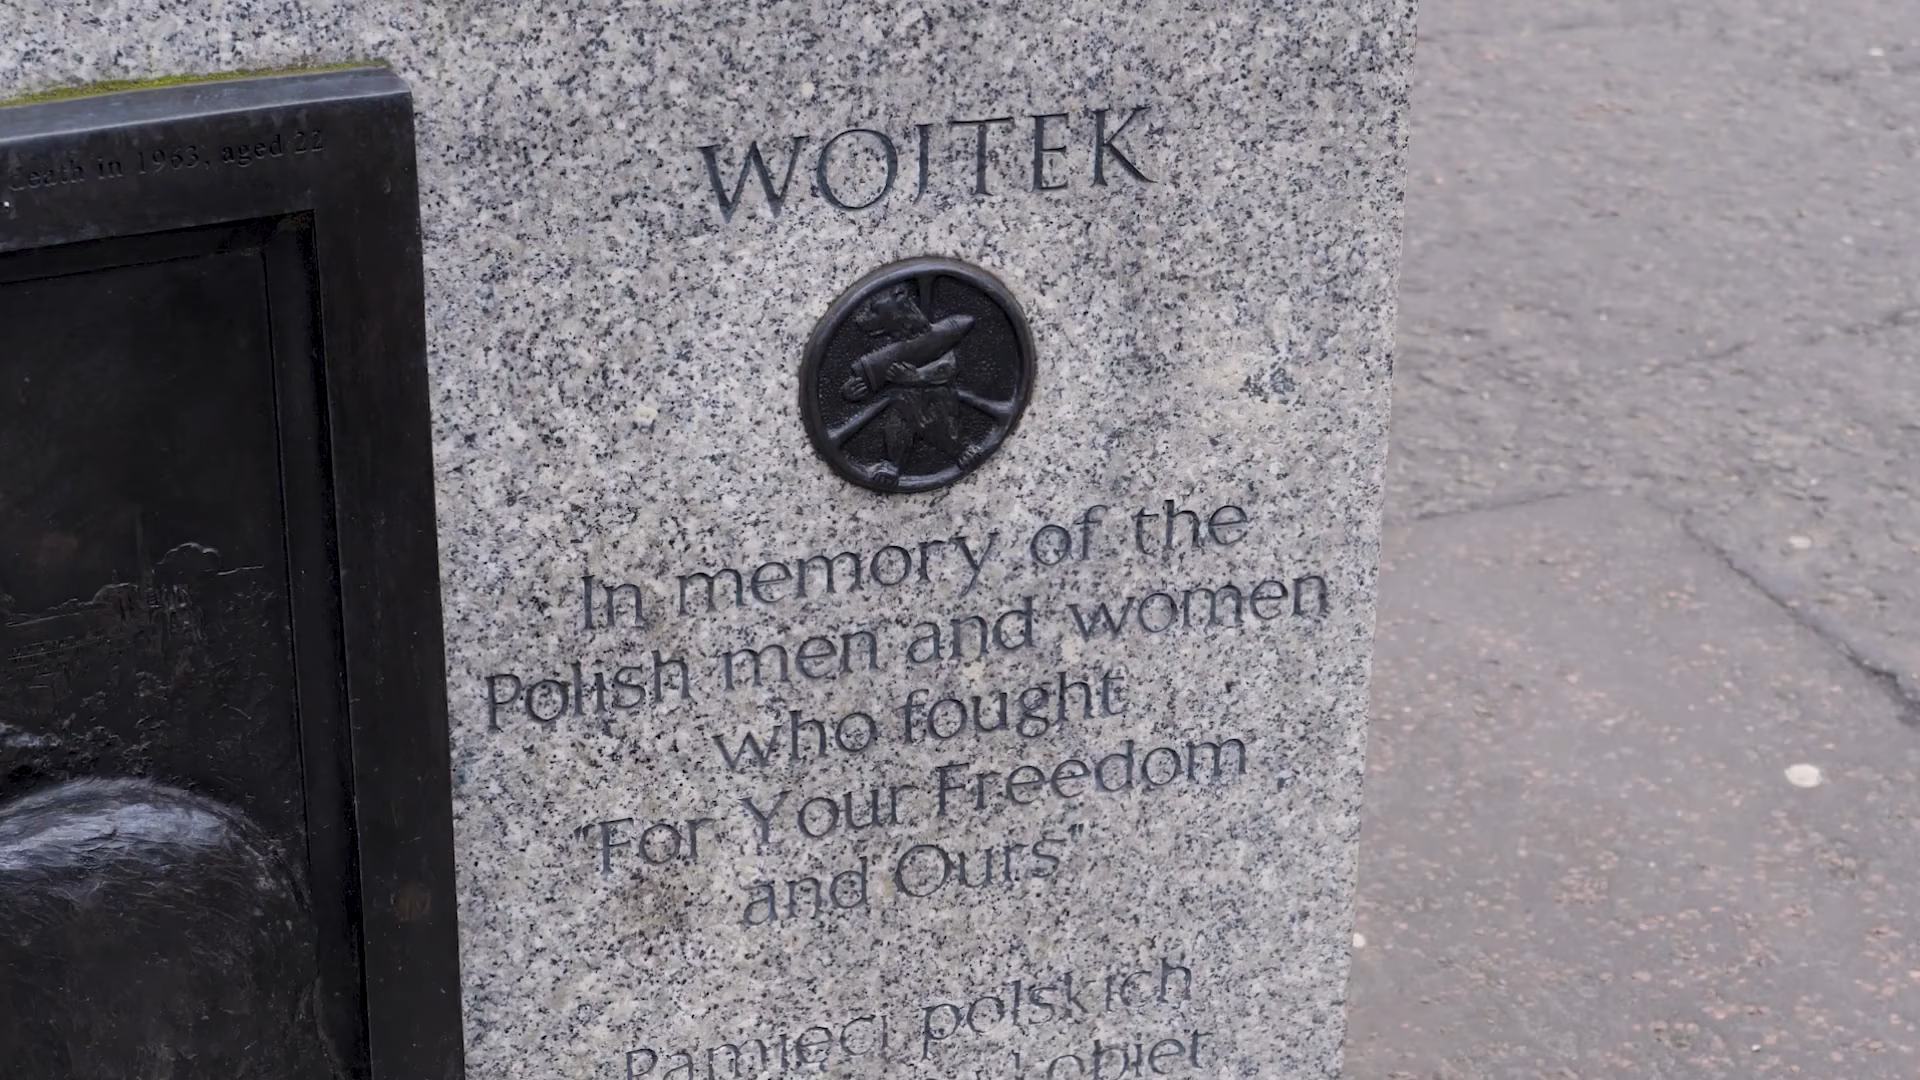 death in 1963, aged 22
WOJTEK
In memory of the
Polish men and women
who fought
"For Your Freedom
and Ours"
Pamięci polskich
kobiet